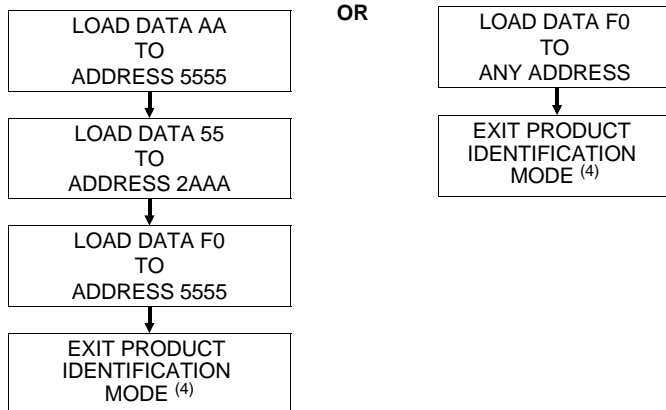 LOAD DATA AA
TO
ADDRESS 5555
LOAD DATA 55
TO
ADDRESS 2AAA
LOAD DATA F0
TO
ADDRESS 5555
EXIT PRODUCT
IDENTIFICATION
MODE (4)
OR
LOAD DATA F0
TO
ANY ADDRESS
EXIT PRODUCT
IDENTIFICATION
MODE (4)